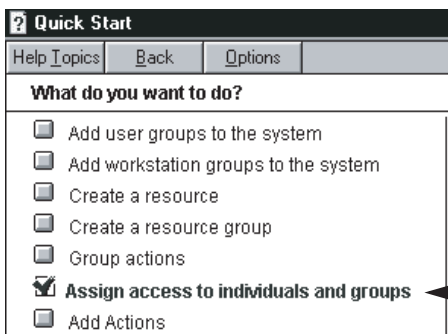 Quick Start
Help Topics Back Options
What do you want to do?
Add user groups to the system
Add workstation groups to the system
Create a resource
Create a resource group
Group actions
Assign access to individuals and groups
Add Actions